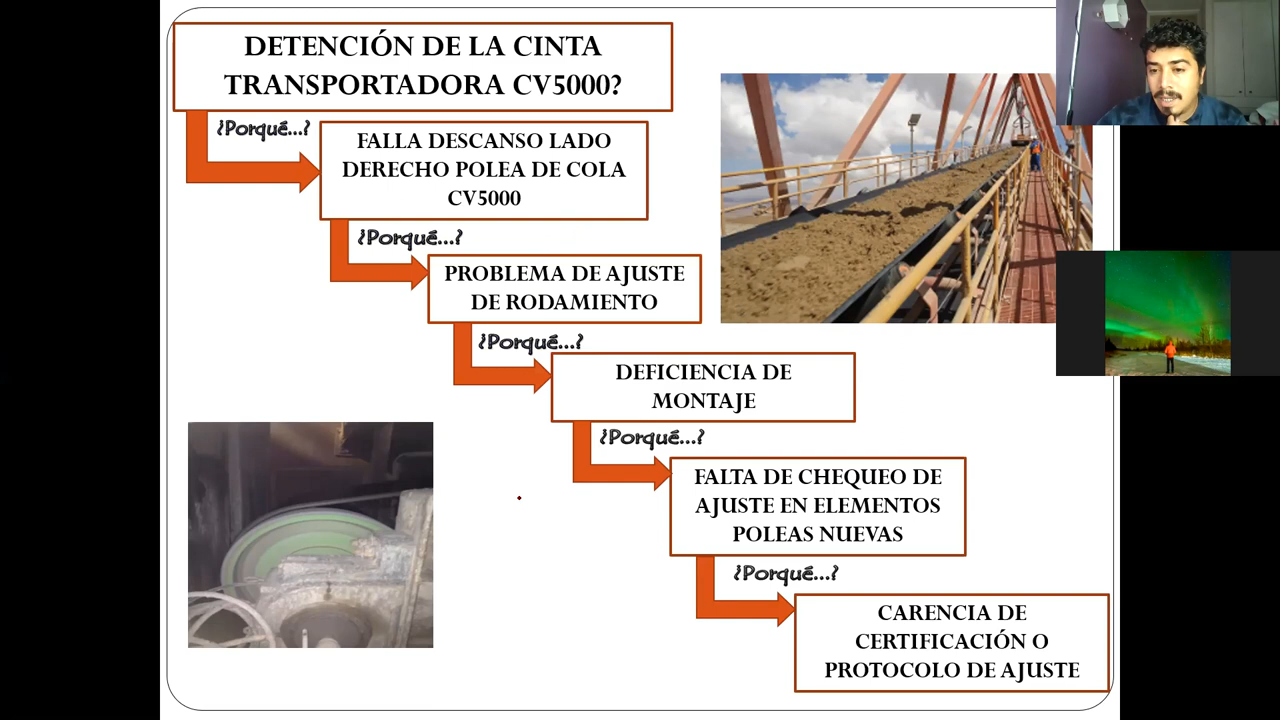 DETENCIÓN DE LA CINTA
TRANSPORTADORA CV5000?
¿Porqué...?
FALLA DESCANSO LADO
DERECHO POLEA DE COLA
CV5000
¿Porqué...?
PROBLEMA DE AJUSTE
DE RODAMIENTO
¿Porqué...?
DEFICIENCIA DE
MONTAJE
¿Porqué...?
FALTA DE CHEQUEO DE
AJUSTE EN ELEMENTOS
POLEAS NUEVAS
¿Porqué...?
CARENCIA DE
CERTIFICACIÓN O
PROTOCOLO DE AJUSTE